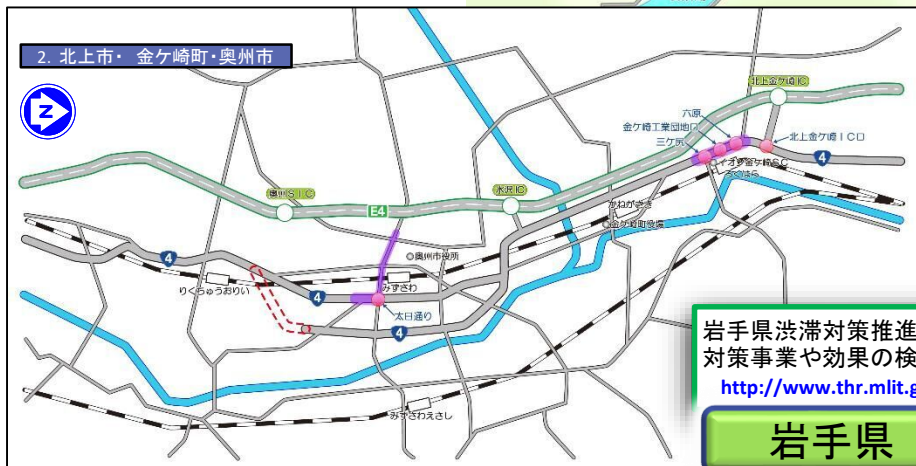 2. 北上市・ 金ケ崎町・奥州市
Z
北上金ケ崎IC
六原
金ケ崎工業団地口
三ケ尻
北上金ケ崎IC口
4
イオン金ケ崎SC
ろくはら
奥州SIC
水沢IC
E4
かねがさき
◎金ケ崎町役場
◎奥州市役所
4
りくちゅうおりい
みずさわ
4
太日通り
4
みずさわえさし
岩手県渋滞対策推進
対策事業や効果の検
http://www.thr.mlit.g
岩手県